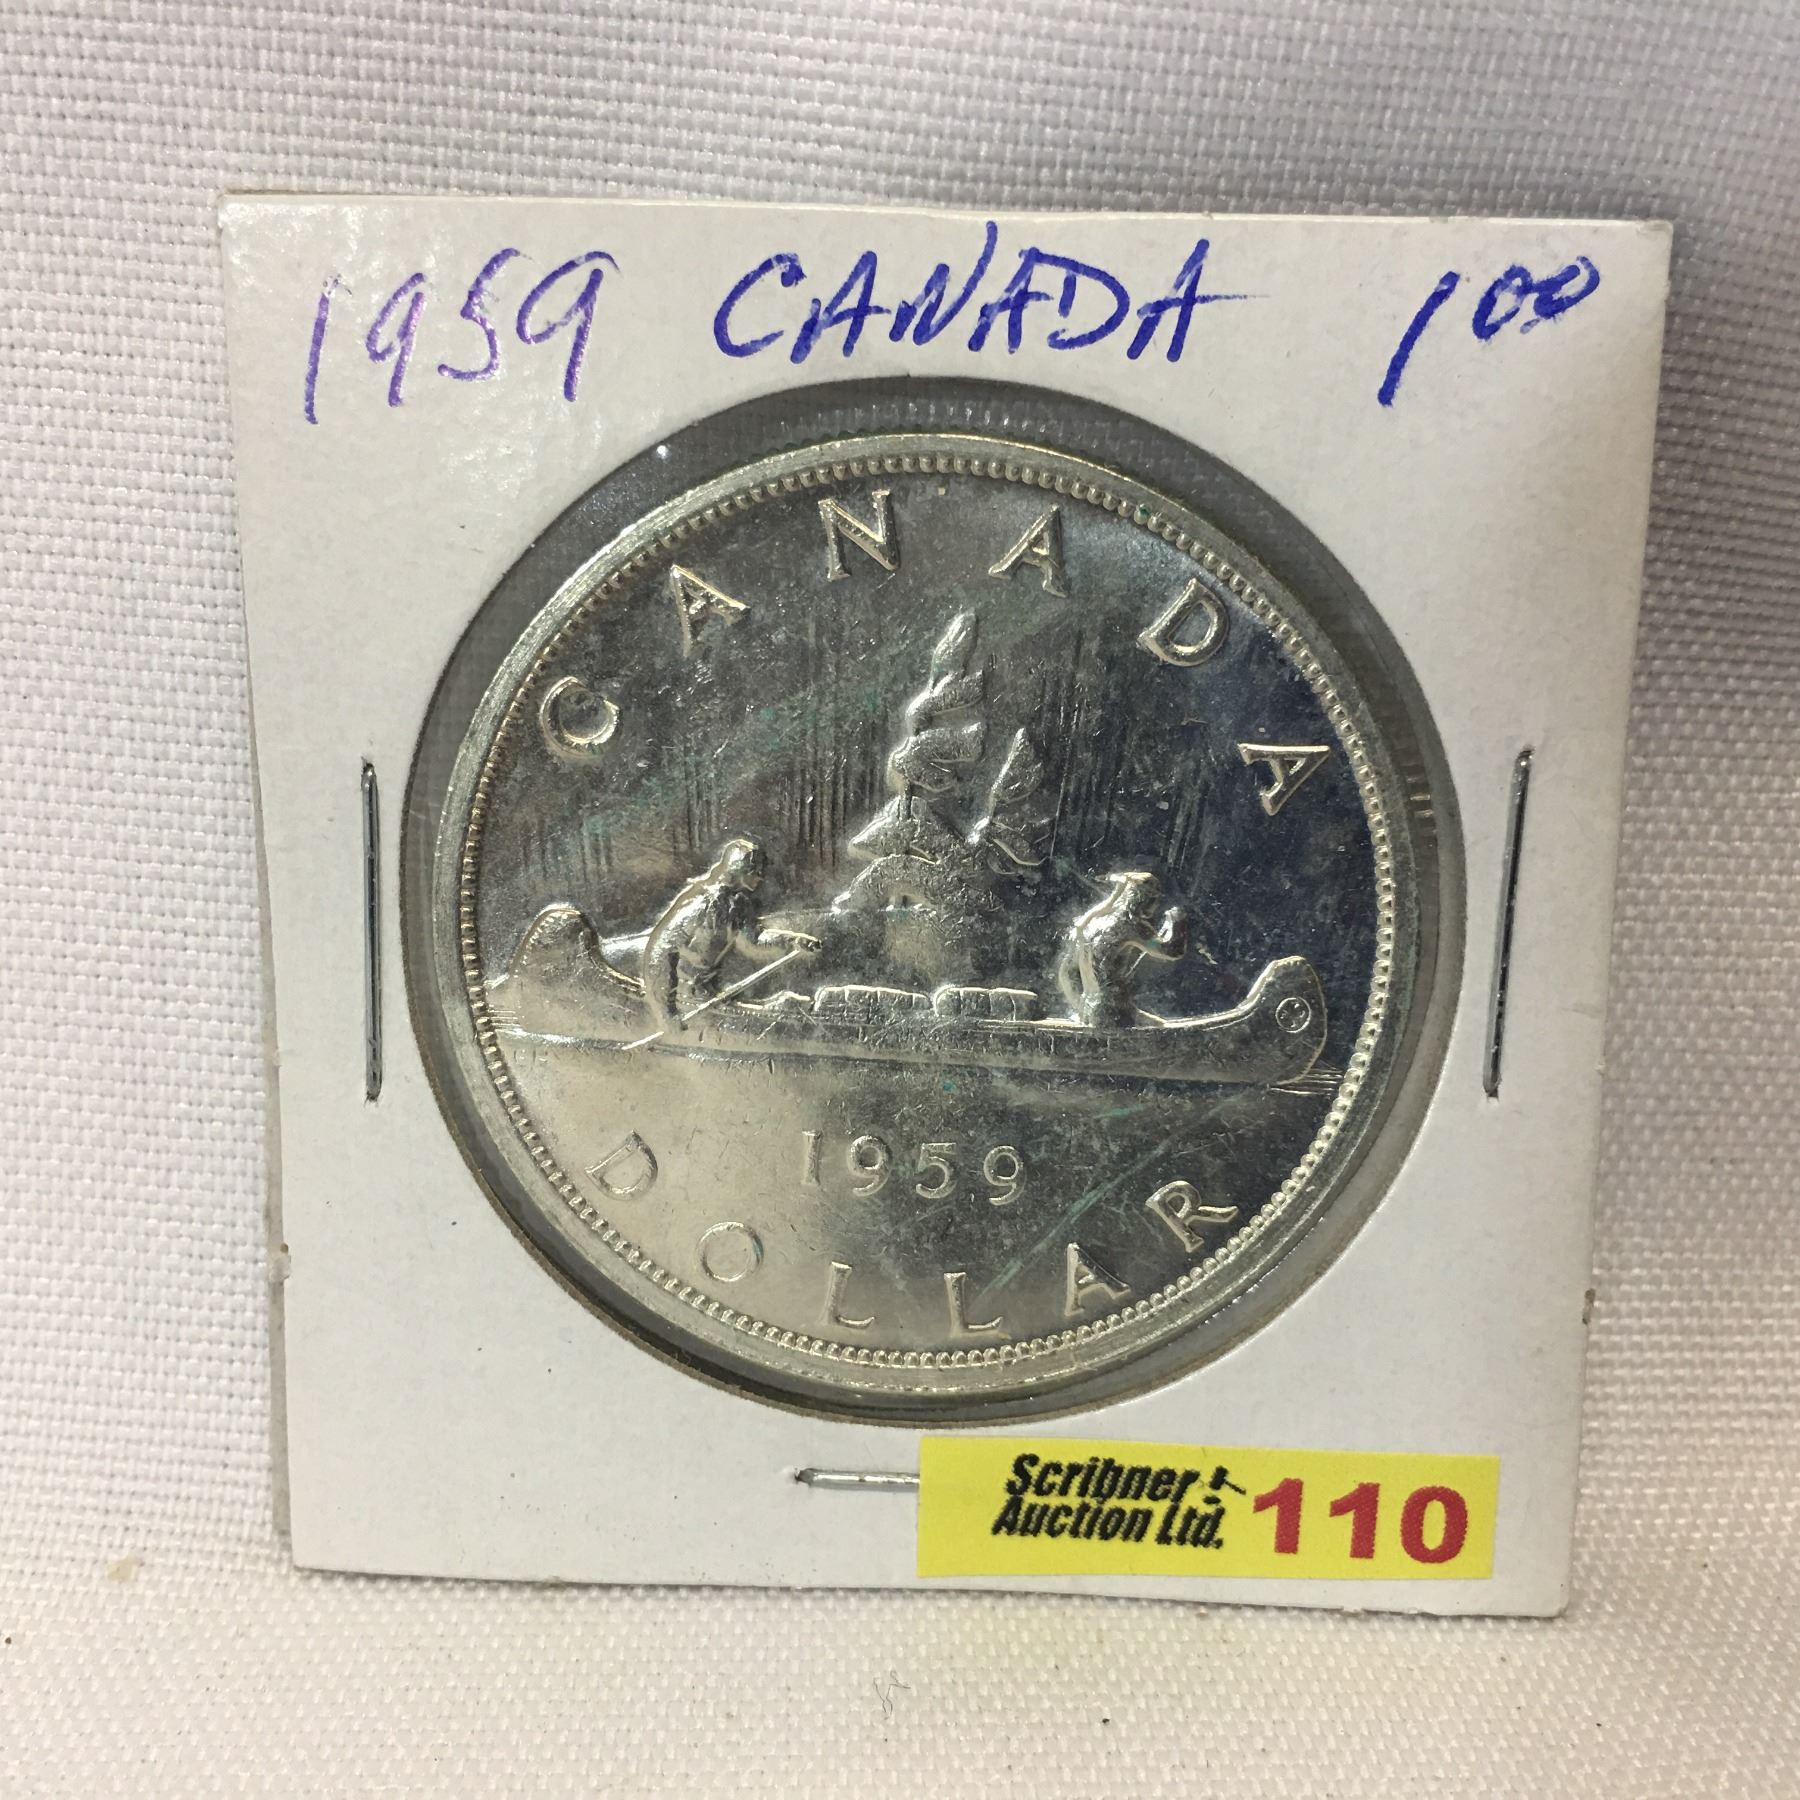 1959 CANADA 1 00
CANADA
1959
DOLLAR
Scribner
Auction Ltd. 110